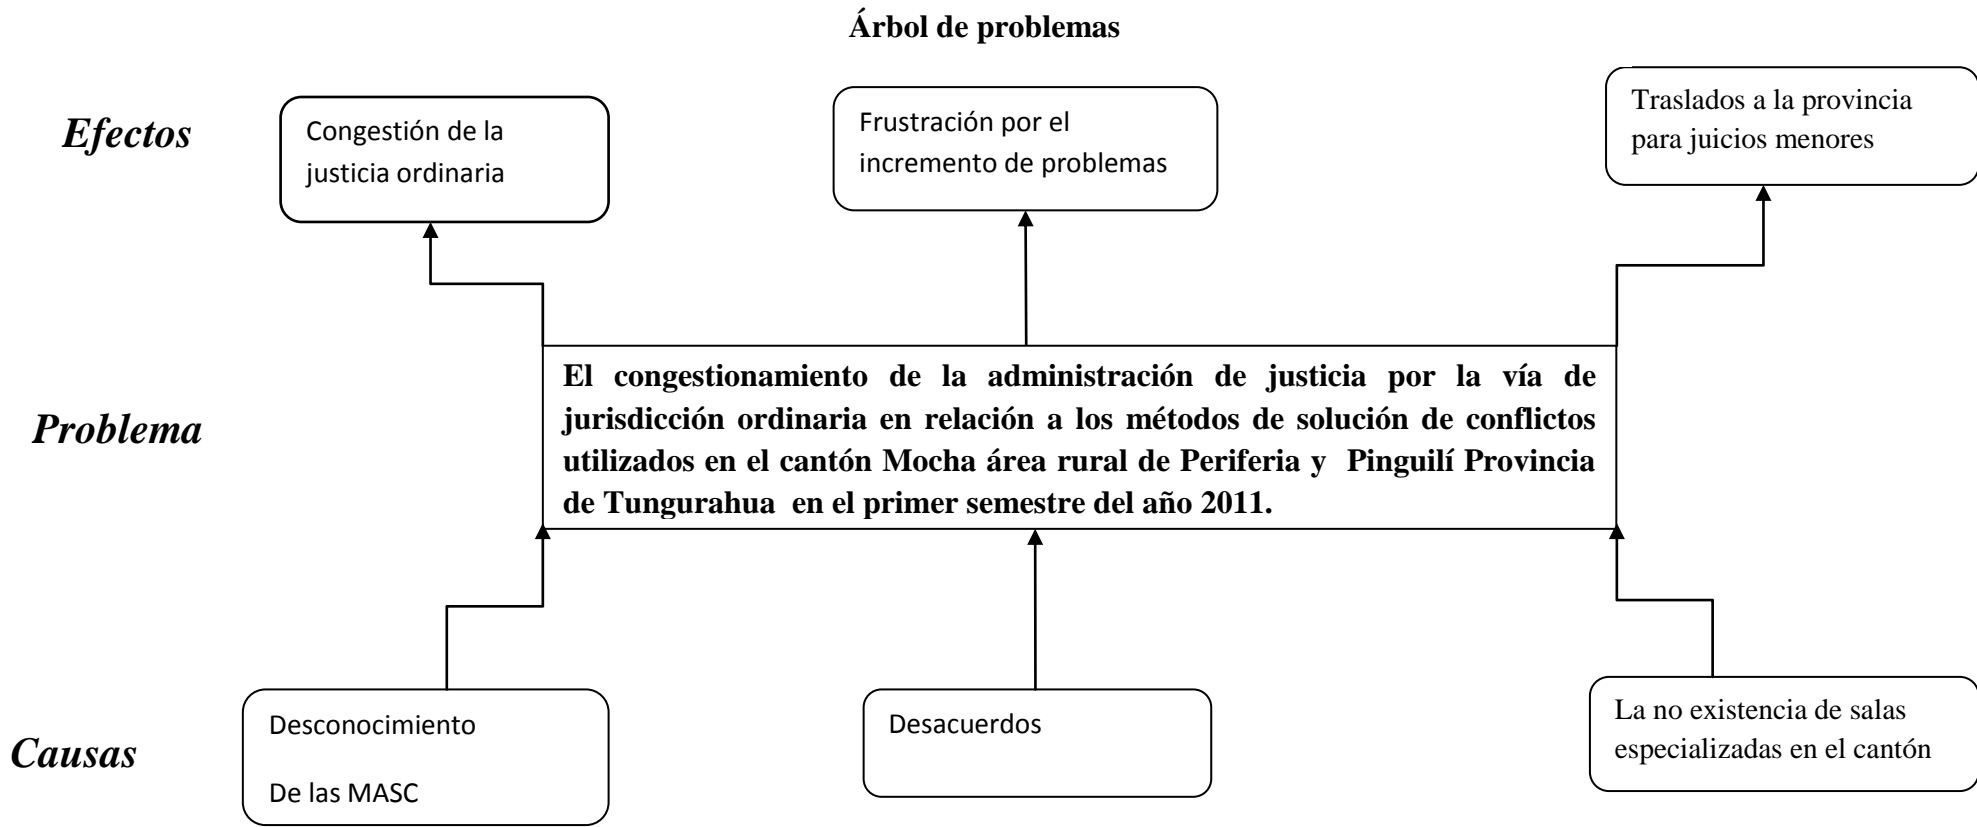 Árbol de problemas
Efectos
Congestión de la
justicia ordinaria
Frustración por el
incremento de problemas
Traslados a la provincia
para juicios menores
Problema
El congestionamiento de la administración de justicia por la vía de
jurisdicción ordinaria en relación a los métodos de solución de conflictos
utilizados en el cantón Mocha área rural de Periferia y Pinguilí Provincia
de Tungurahua en el primer semestre del año 2011.
Causas
Desconocimiento
De las MASC
Desacuerdos
La no existencia de salas
especializadas en el cantón